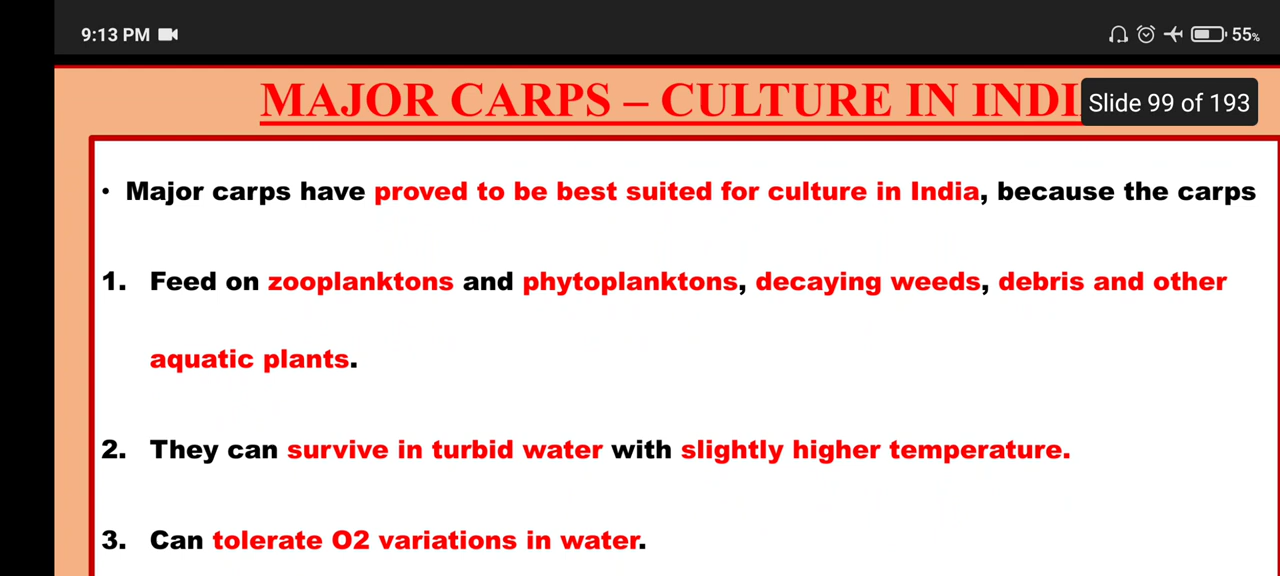 9:13 PM
55%
MAJOR CARPS – CULTURE IN INDI
Slide 99 of 193
• Major carps have proved to be best suited for culture in India, because the carps
1. Feed on zooplanktons and phytoplanktons, decaying weeds, debris and other
aquatic plants.
2. They can survive in turbid water with slightly higher temperature.
3. Can tolerate O2 variations in water.